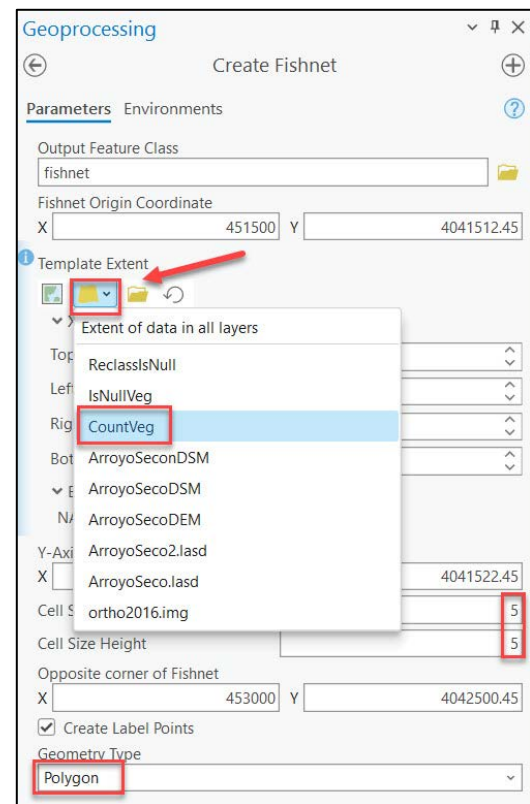 Geoprocessing
Create Fishnet
Parameters Environments
Output Feature Class
fishnet
Fishnet Origin Coordinate
X 451500 Y 4041512.45
Template Extent
Extent of data in all layers
Top
ReclassIsNull
Left
IsNullVeg
Rig
CountVeg
Bot
ArroyoSeconDSM
ArroyoSecoDSM
ArroyoSecoDEM
ArroyoSeco2.lasd
Y-Axi
X 4041522.45
ArroyoSeco.lasd
Cell S 5
ortho2016.img
Cell Size Height 5
Opposite corner of Fishnet
X 453000 Y 4042500.45
Create Label Points
Geometry Type
Polygon